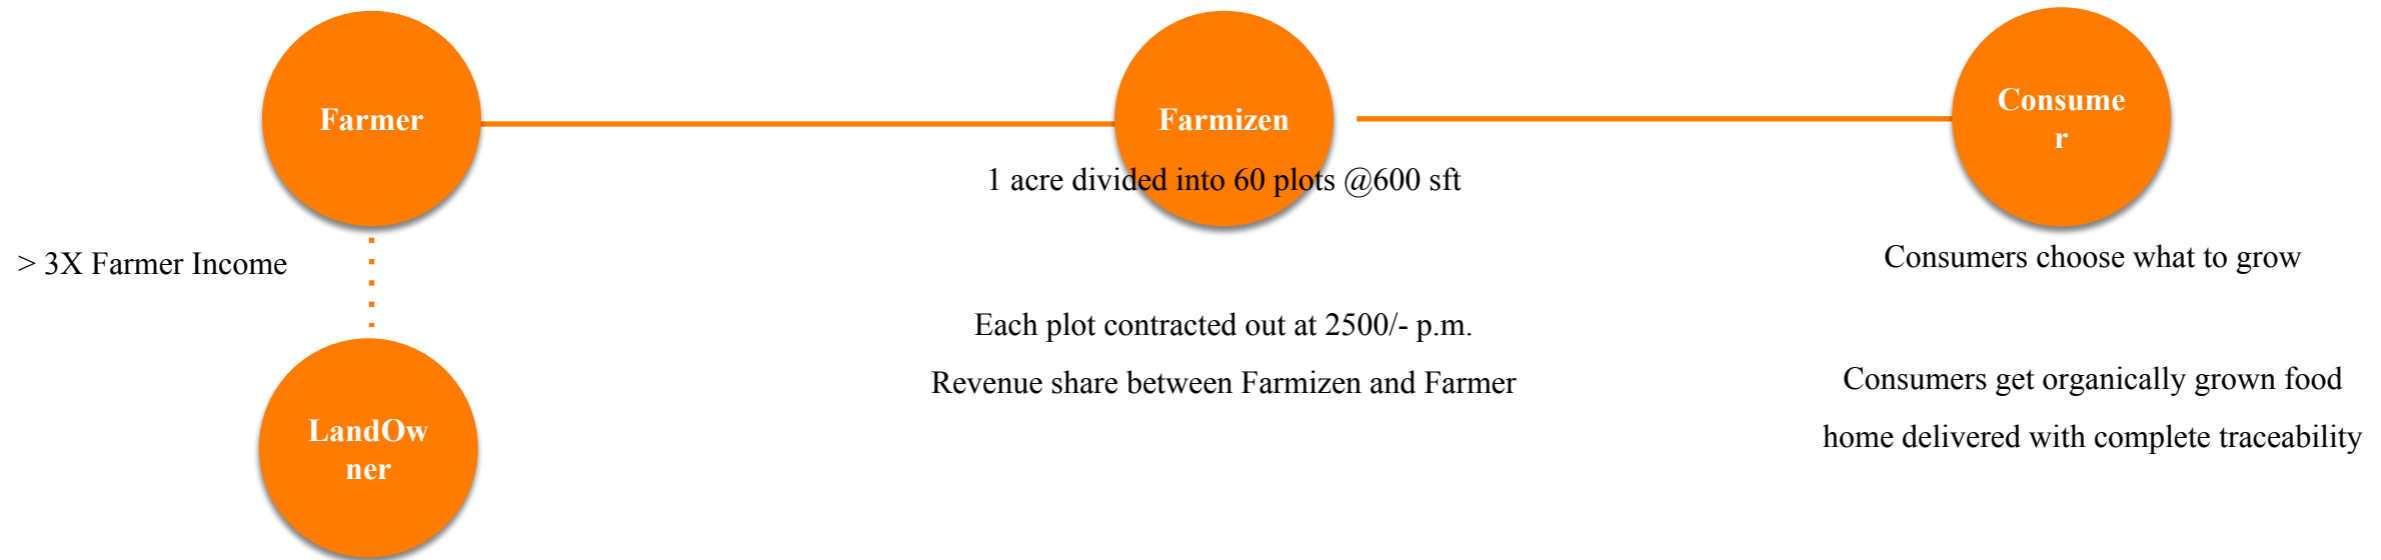 Farmer
Farmizen
Consume
r
1 acre divided into 60 plots @600 sft
> 3X Farmer Income
Consumers choose what to grow
Each plot contracted out at 2500/- p.m.
Revenue share between Farmizen and Farmer
Consumers get organically grown food
home delivered with complete traceability
LandOw
ner